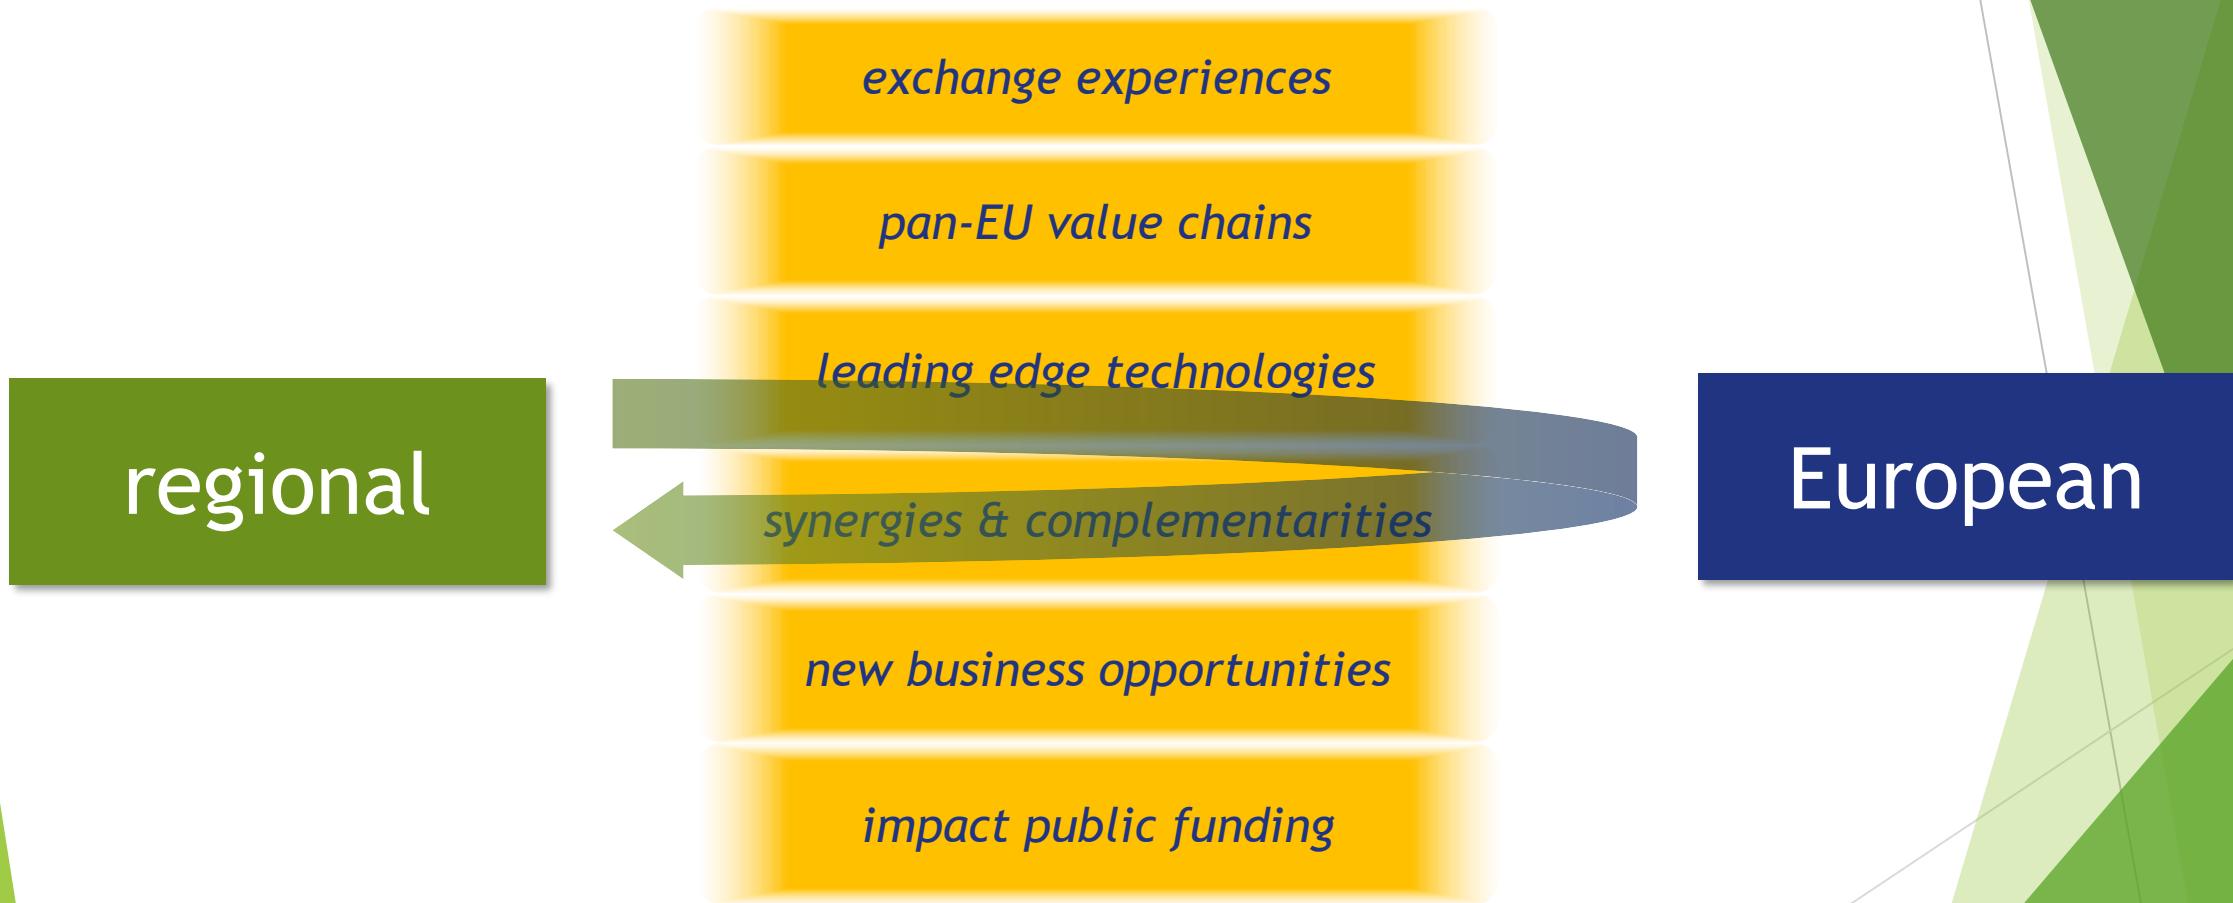 exchange experiences
pan-EU value chains
leading edge technologies
regional
European
synergies & complementarities
new business opportunities
impact public funding